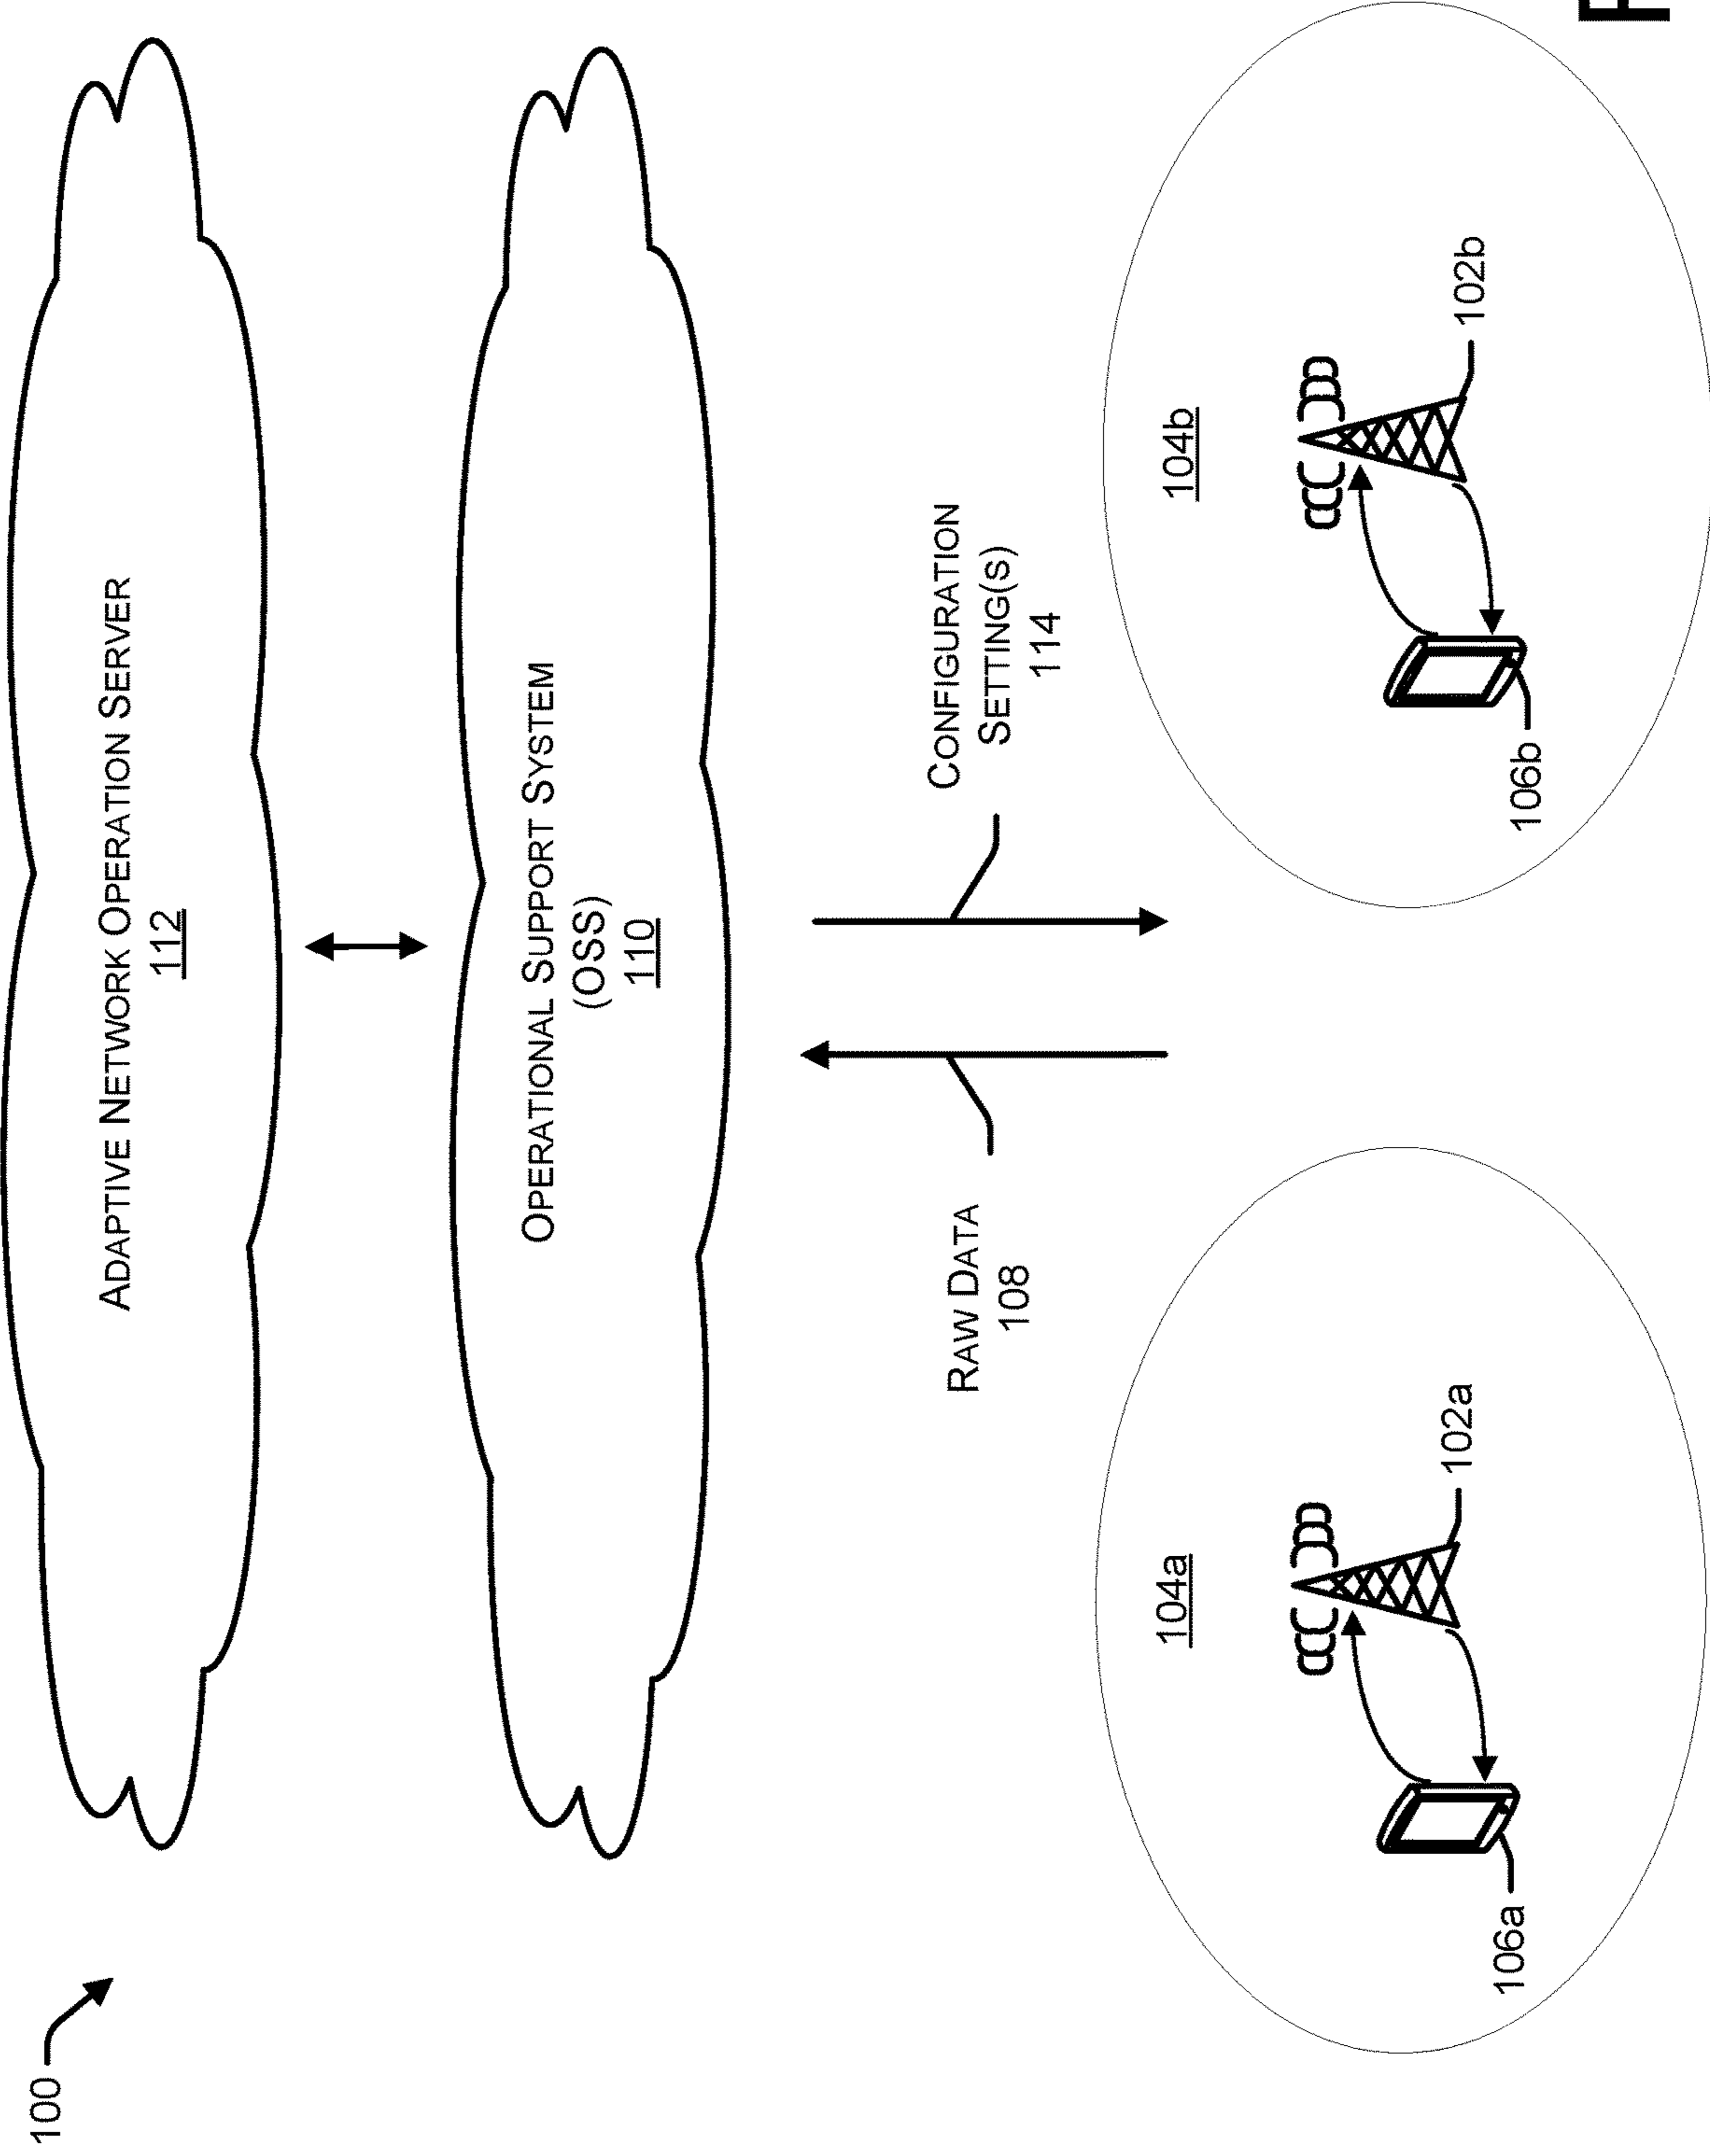 100
ADAPTIVE NETWORK OPERATION SERVER
112
OPERATIONAL SUPPORT SYSTEM
(OSS)
110
RAW DATA
108
CONFIGURATION
SETTING(S)
114
104a
102a
106a
104b
102b
106b